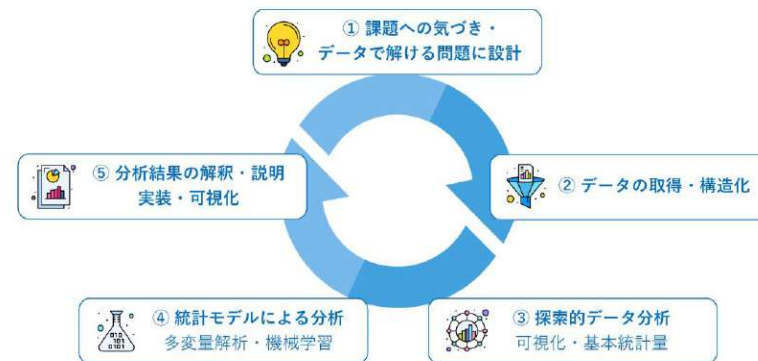 ① 課題への気づき・
データで解ける問題に設計
⑤ 分析結果の解釈・説明
実装・可視化
② データの取得・構造化
④ 統計モデルによる分析
多変量解析・機械学習
③ 探索的データ分析
可視化・基本統計量
010
101
101